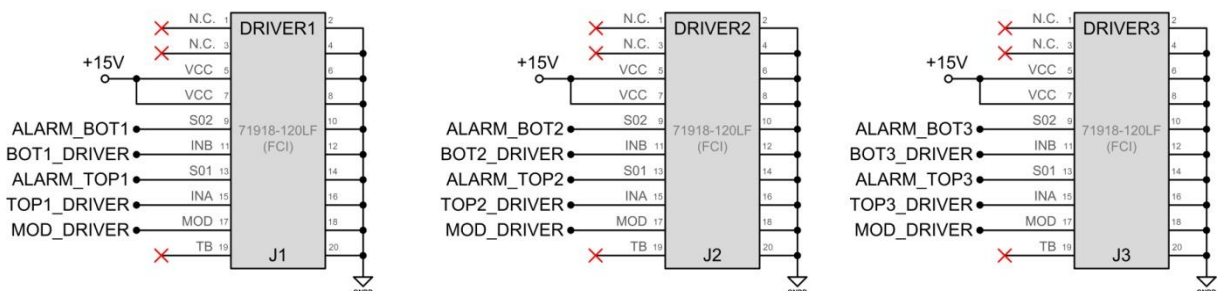 N.C. 1 DRIVER1 2
N.C. 3 4
+15V VCC 5 6
VCC 7 8
ALARM_BOT1 S02 9 71918-120LF 10
(FCI)
BOT1_DRIVER INB 11 12
ALARM_TOP1 S01 13 14
TOP1_DRIVER INA 15 16
MOD_DRIVER MOD 17 18
TB 19 J1 20
N.C. 1 DRIVER2 2
N.C. 3 4
+15V VCC 5 6
VCC 7 8
ALARM_BOT2 S02 9 71918-120LF 10
(FCI)
BOT2_DRIVER INB 11 12
ALARM_TOP2 S01 13 14
TOP2_DRIVER INA 15 16
MOD_DRIVER MOD 17 18
TB 19 J2 20
N.C. 1 DRIVER3 2
N.C. 3 4
+15V VCC 5 6
VCC 7 8
ALARM_BOT3 S02 9 71918-120LF 10
(FCI)
BOT3_DRIVER INB 11 12
ALARM_TOP3 S01 13 14
TOP3_DRIVER INA 15 16
MOD_DRIVER MOD 17 18
TB 19 J3 20